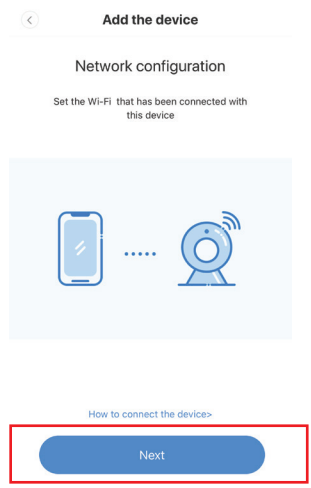 Add the device
Network configuration
Set the Wi-Fi that has been connected with
this device
How to connect the device>
Next